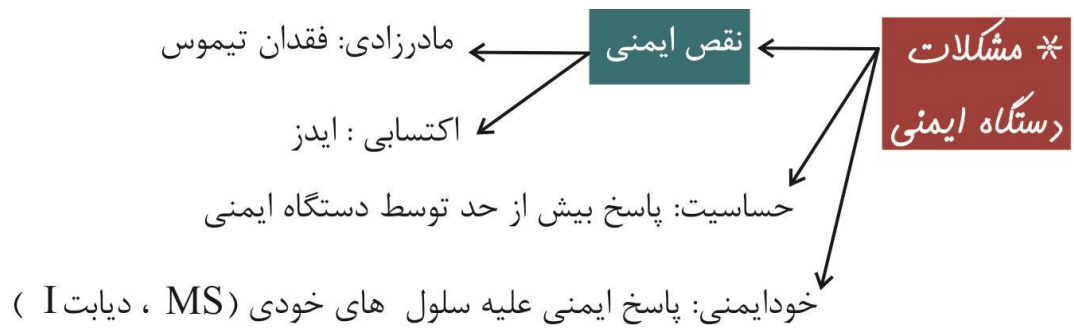 * مشکلات
دستگاه ایمنی
نقص ایمنی
مادرزادی: فقدان تیموس
اکتسابی : ایدز
حساسیت: پاسخ بیش از حد توسط دستگاه ایمنی
خودایمنی: پاسخ ایمنی علیه سلول های خودی (MS ، دیابت I )